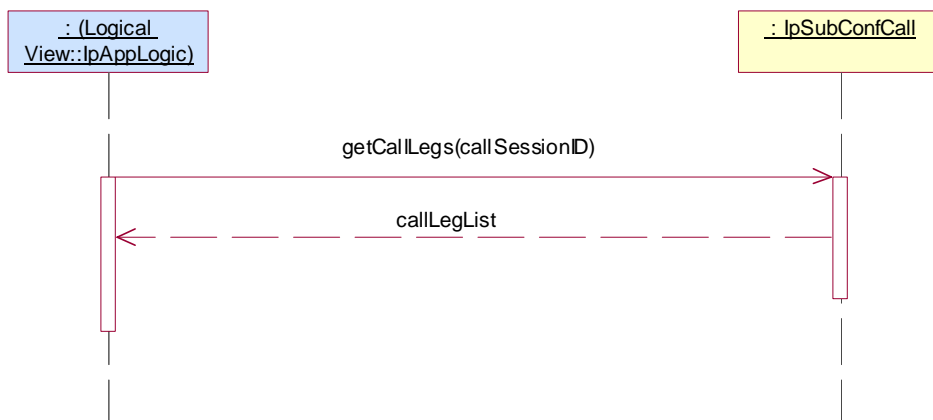 : (Logical
View::IpAppLogic)
: IpSubConfCall
getCallLegs(callSessionID)
callLegList